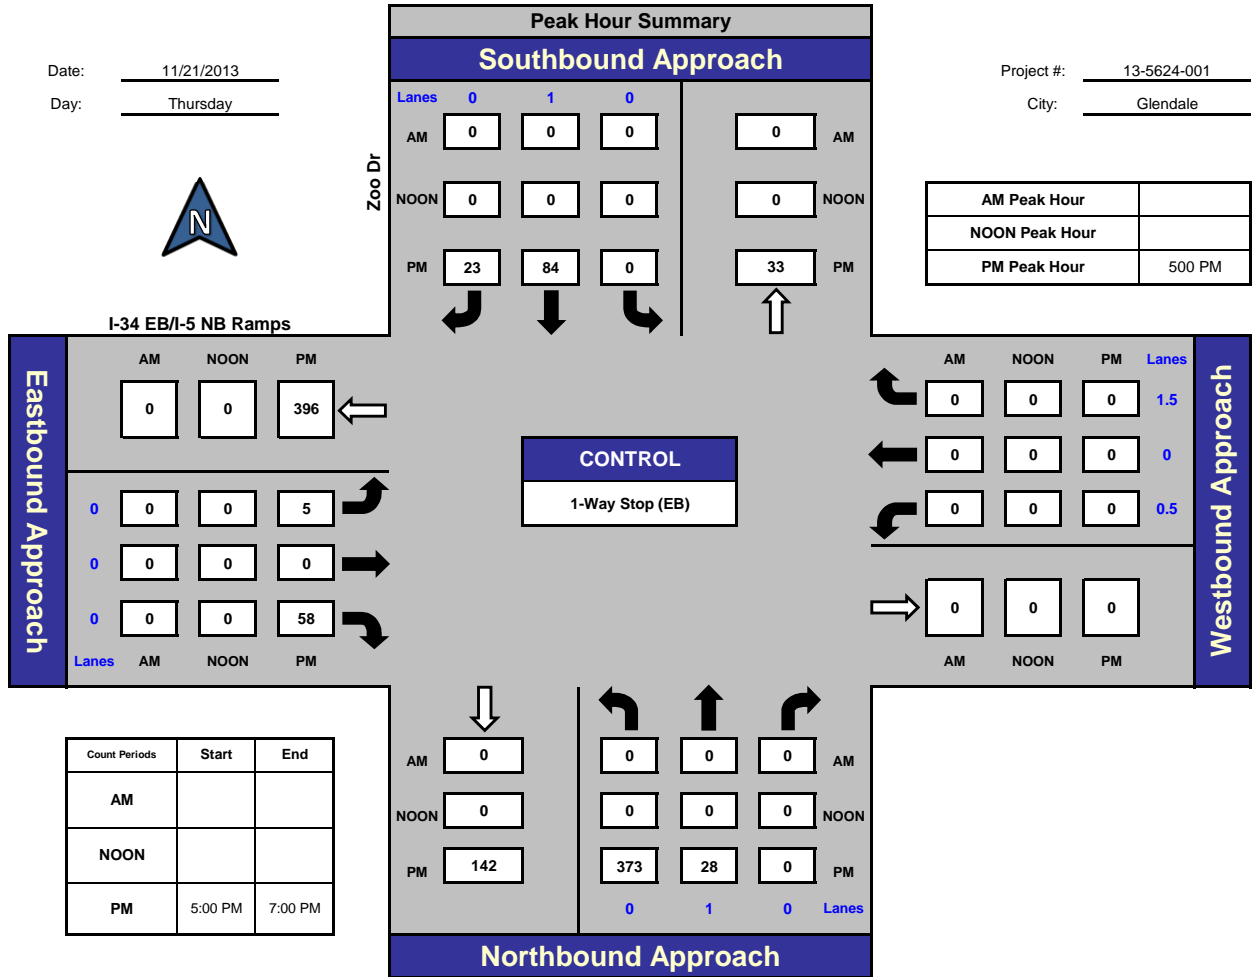 Peak Hour Summary
Southbound Approach
Date: 11/21/2013
Day: Thursday
Project #: 13-5624-001
City: Glendale
N
Zoo Dr
Lanes 0 1 0
AM 0 0 0 0 AM
NOON 0 0 0 0 NOON
PM 23 84 0 33 PM
AM Peak Hour
NOON Peak Hour
PM Peak Hour 500 PM
I-34 EB/I-5 NB Ramps
Eastbound Approach
AM NOON PM
0 0 396
0 0 0 5
0 0 0 0
0 0 0 58
Lanes AM NOON PM
CONTROL
1-Way Stop (EB)
AM NOON PM Lanes
0 0 0 1.5
0 0 0 0
0 0 0 0.5
0 0 0
AM NOON PM
Westbound Approach
Count Periods Start End
AM
NOON
PM 5:00 PM 7:00 PM
AM 0 0 0 0 AM
NOON 0 0 0 0 NOON
PM 142 373 28 0 PM
0 1 0 Lanes
Northbound Approach